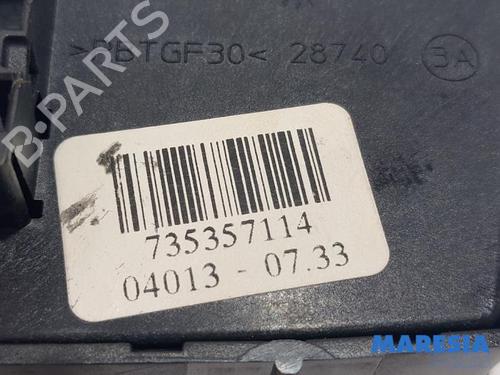 >PBTGF30< 28740 3A
B-PARTS
735357114
04013 - 07.33
MARESIA